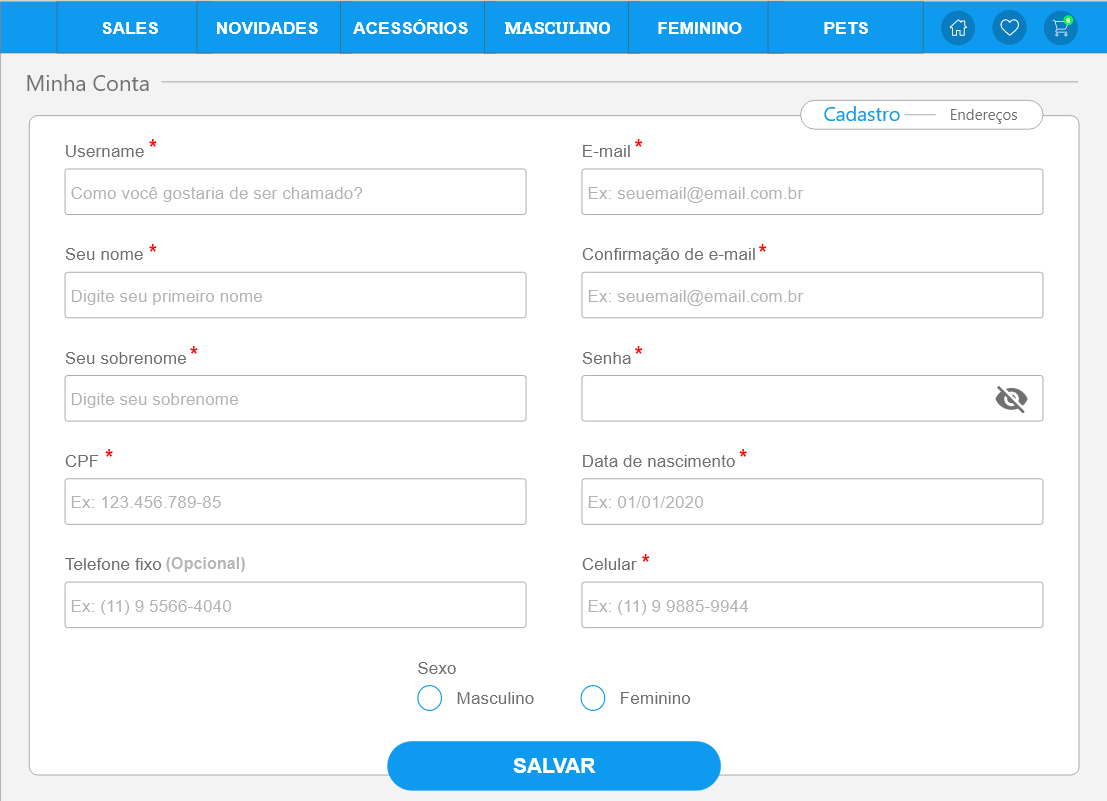 SALES NOVIDADES ACESSÓRIOS MASCULINO FEMININO PETS 6
Minha Conta
Cadastro Endereços
Username * E-mail *
Como você gostaria de ser chamado? Ex: seuemail@email.com.br
Seu nome * Confirmação de e-mail *
Digite seu primeiro nome Ex: seuemail@email.com.br
Seu sobrenome * Senha *
Digite seu sobrenome
CPF * Data de nascimento *
Ex: 123.456.789-85 Ex: 01/01/2020
Telefone fixo (Opcional) Celular *
Ex: (11) 9 5566-4040 Ex: (11) 9 9885-9944
Sexo
Masculino Feminino
SALVAR